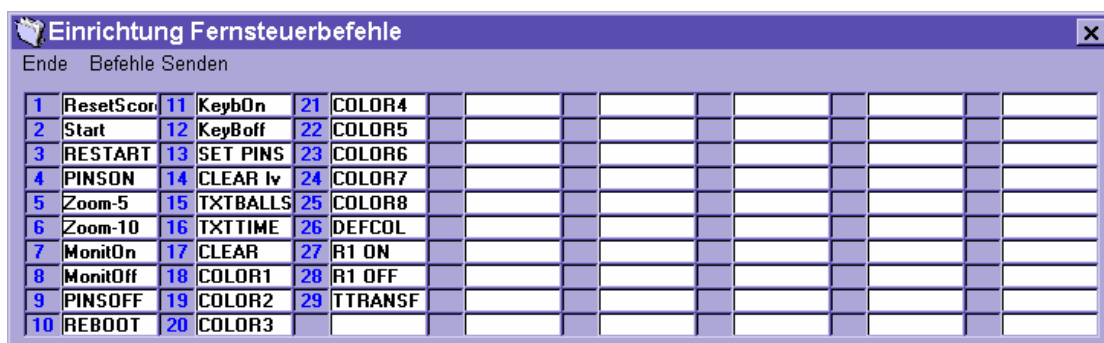 Einrichtung Fernsteuerbefehle
Ende Befehle Senden
1 ResetScor 11 KeybOn 21 COLOR4
2 Start 12 KeyBoff 22 COLOR5
3 RESTART 13 SET PINS 23 COLOR6
4 PINSON 14 CLEAR lv 24 COLOR7
5 Zoom-5 15 TXTBALLS 25 COLOR8
6 Zoom-10 16 TXTTIME 26 DEFCOL
7 MonitOn 17 CLEAR 27 R1 ON
8 MonitOff 18 COLOR1 28 R1 OFF
9 PINSOFF 19 COLOR2 29 TTRANSF
10 REBOOT 20 COLOR3